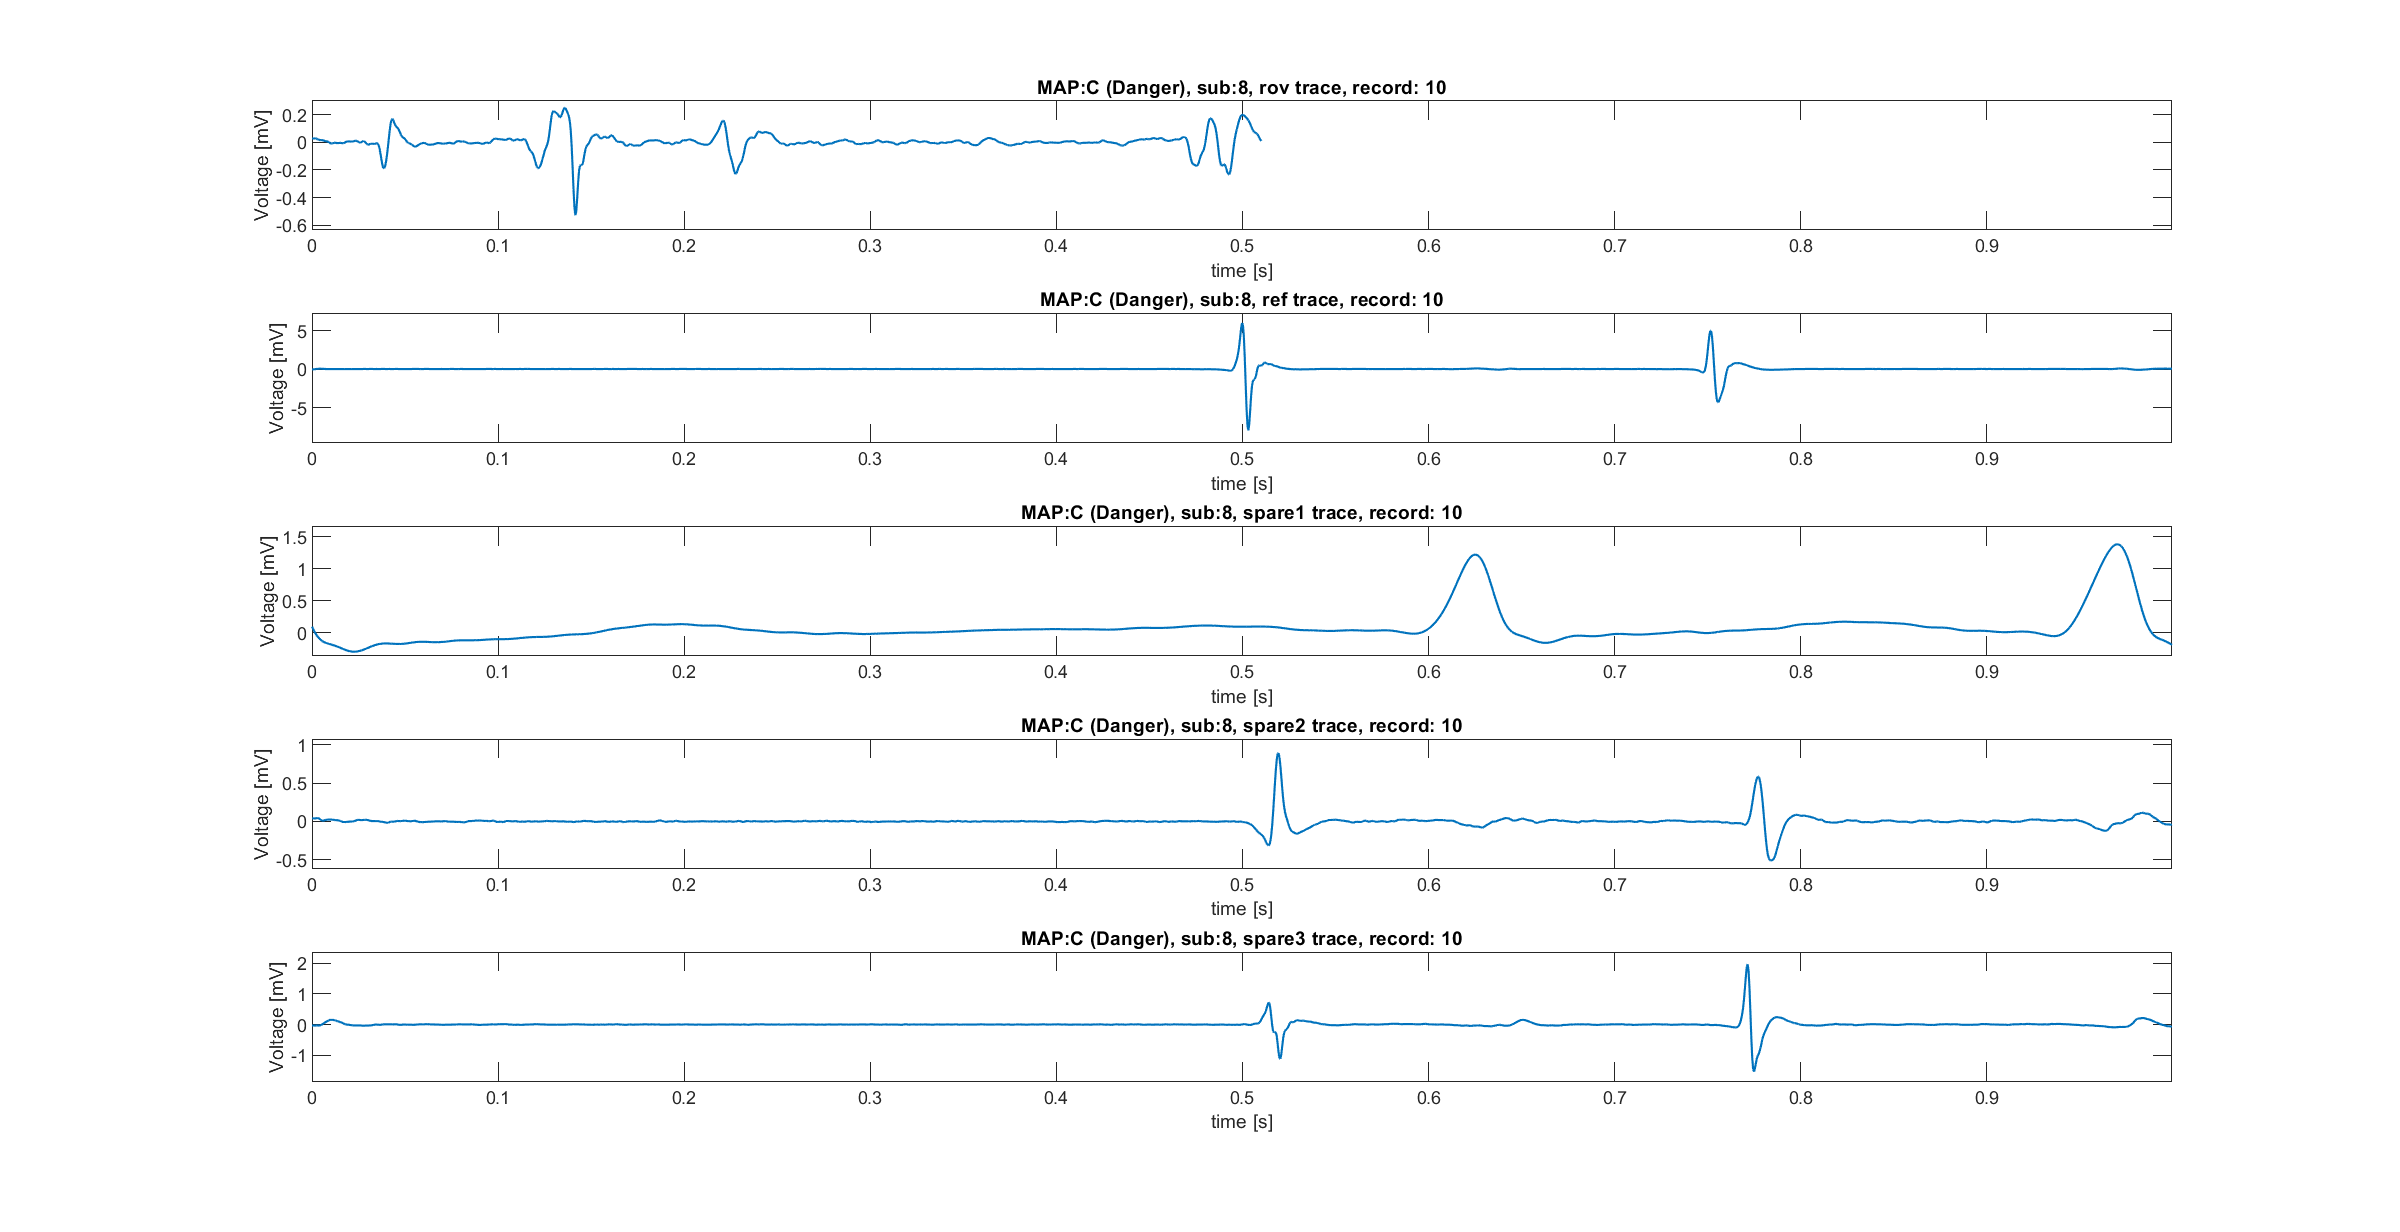 MAP:C (Danger), sub:8, rov trace, record: 10
Voltage [mV]
0.2
0
-0.2
-0.4
-0.6
0 0.1 0.2 0.3 0.4 0.5 0.6 0.7 0.8 0.9
time [s]
MAP:C (Danger), sub:8, ref trace, record: 10
Voltage [mV]
5
0
-5
0 0.1 0.2 0.3 0.4 0.5 0.6 0.7 0.8 0.9
time [s]
MAP:C (Danger), sub:8, spare1 trace, record: 10
Voltage [mV]
1.5
1
0.5
0
0 0.1 0.2 0.3 0.4 0.5 0.6 0.7 0.8 0.9
time [s]
MAP:C (Danger), sub:8, spare2 trace, record: 10
Voltage [mV]
1
0.5
0
-0.5
0 0.1 0.2 0.3 0.4 0.5 0.6 0.7 0.8 0.9
time [s]
MAP:C (Danger), sub:8, spare3 trace, record: 10
Voltage [mV]
2
1
0
-1
0 0.1 0.2 0.3 0.4 0.5 0.6 0.7 0.8 0.9
time [s]